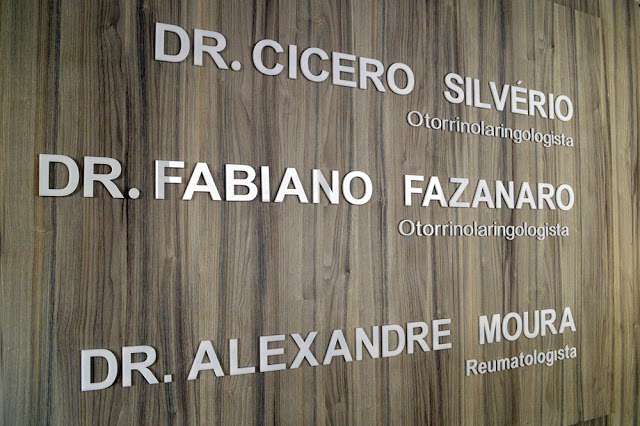 DR. CICERO SILVÉRIO
Otorrinolaringologista
DR. FABIANO FAZANARO
Otorrinolaringologista
DR. ALEXANDRE MOURA
Reumatologista